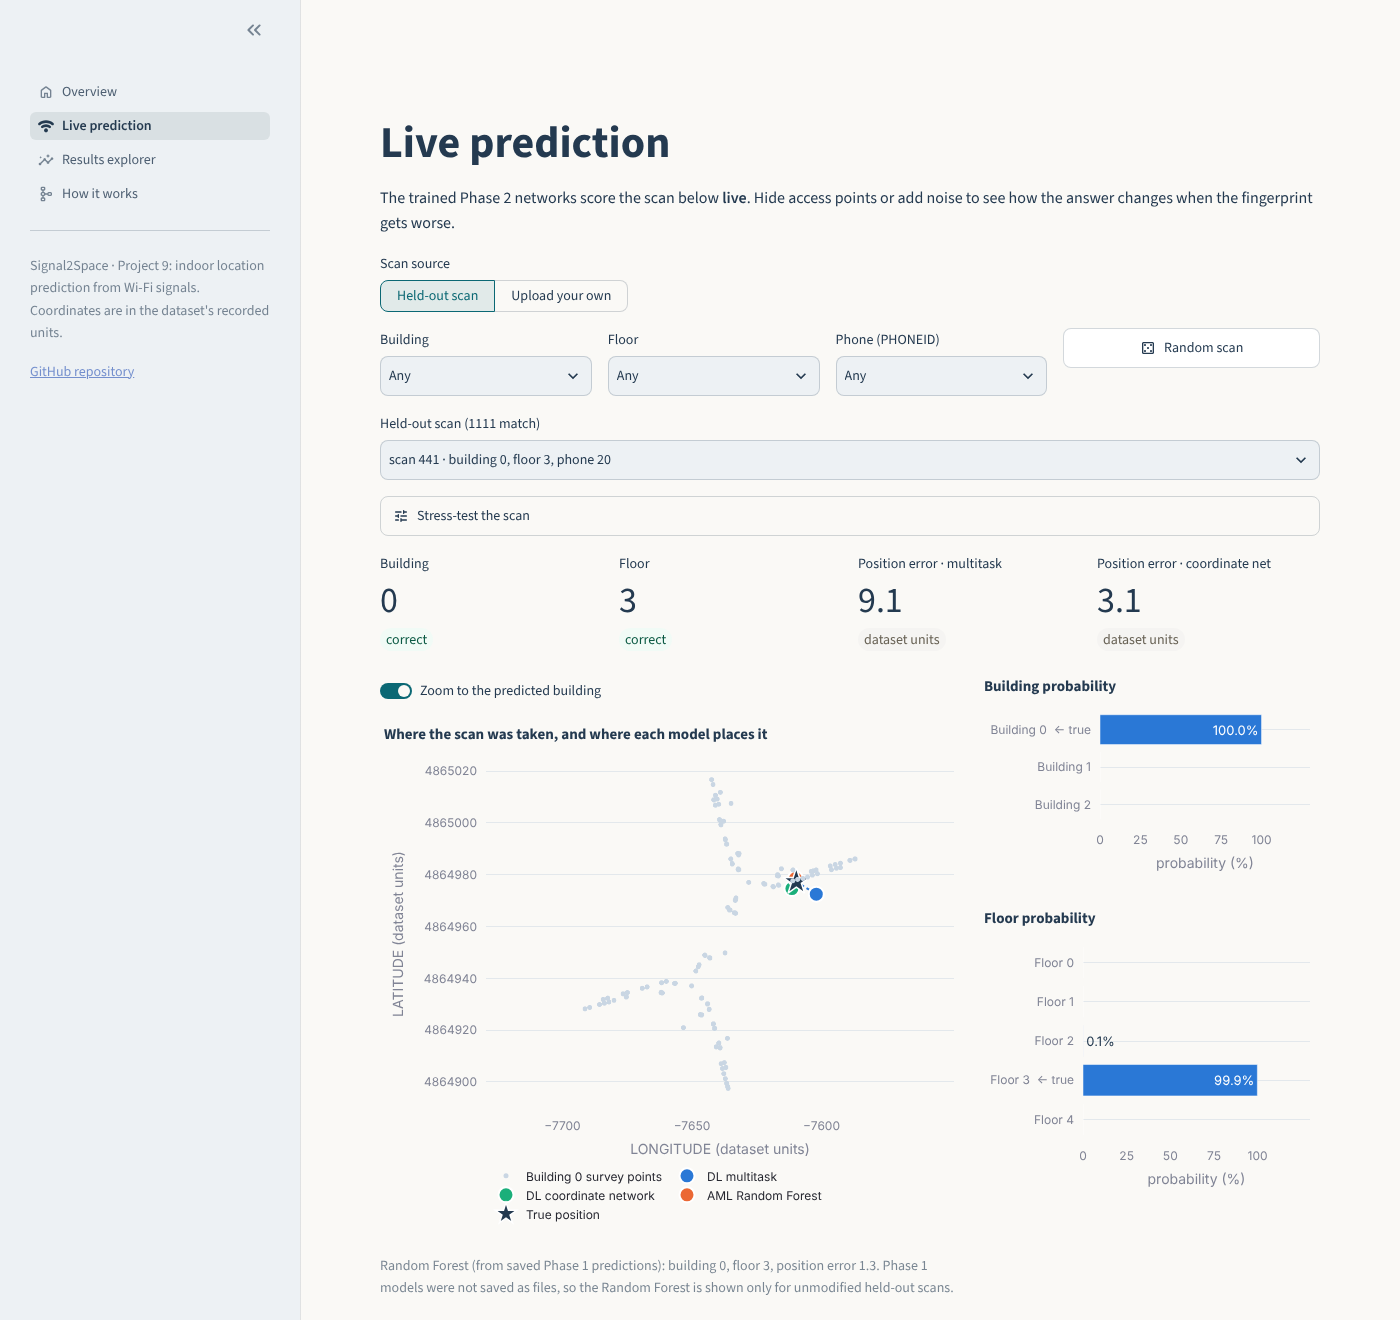 Overview
Live prediction
Results explorer
How it works
Signal2Space · Project 9: indoor location
prediction from Wi-Fi signals.
Coordinates are in the dataset's recorded
units.
GitHub repository
Live prediction
The trained Phase 2 networks score the scan below live. Hide access points or add noise to see how the answer changes when the fingerprint
gets worse.
Scan source
Held-out scan
Upload your own
Building
Floor
Phone (PHONEID)
Any
Any
Any
Random scan
Held-out scan (1111 match)
scan 441 · building 0, floor 3, phone 20
Stress-test the scan
Building
Floor
Position error · multitask
Position error · coordinate net
0
3
9.1
3.1
correct
correct
dataset units
dataset units
Zoom to the predicted building
Where the scan was taken, and where each model places it
4865020
4865000
4864980
4864960
4864940
4864920
4864900
LATITUDE (dataset units)
−7700
−7650
−7600
LONGITUDE (dataset units)
Building 0 survey points
DL multitask
DL coordinate network
AML Random Forest
True position
Building probability
Building 0 ← true
100.0%
Building 1
Building 2
0
25
50
75
100
probability (%)
Floor probability
Floor 0
Floor 1
Floor 2
0.1%
Floor 3 ← true
99.9%
Floor 4
0
25
50
75
100
probability (%)
Random Forest (from saved Phase 1 predictions): building 0, floor 3, position error 1.3. Phase 1
models were not saved as files, so the Random Forest is shown only for unmodified held-out scans.